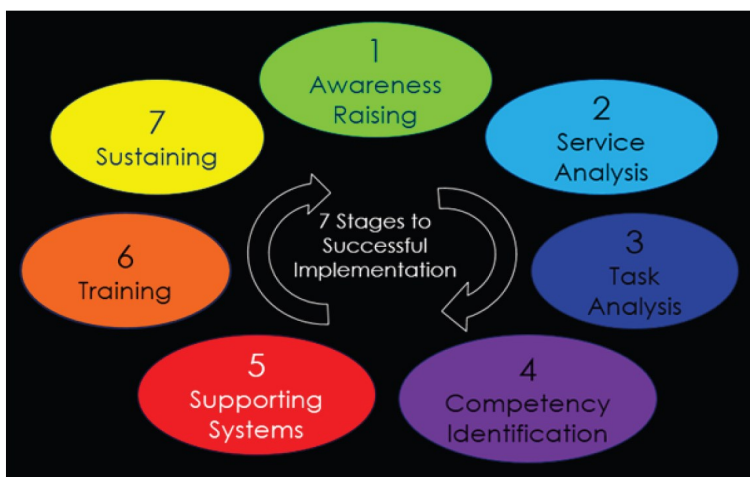 1
Awareness
Raising
2
Service
Analysis
3
Task
Analysis
4
Competency
Identification
5
Supporting
Systems
6
Training
7
Sustaining
7 Stages to
Successful
Implementation